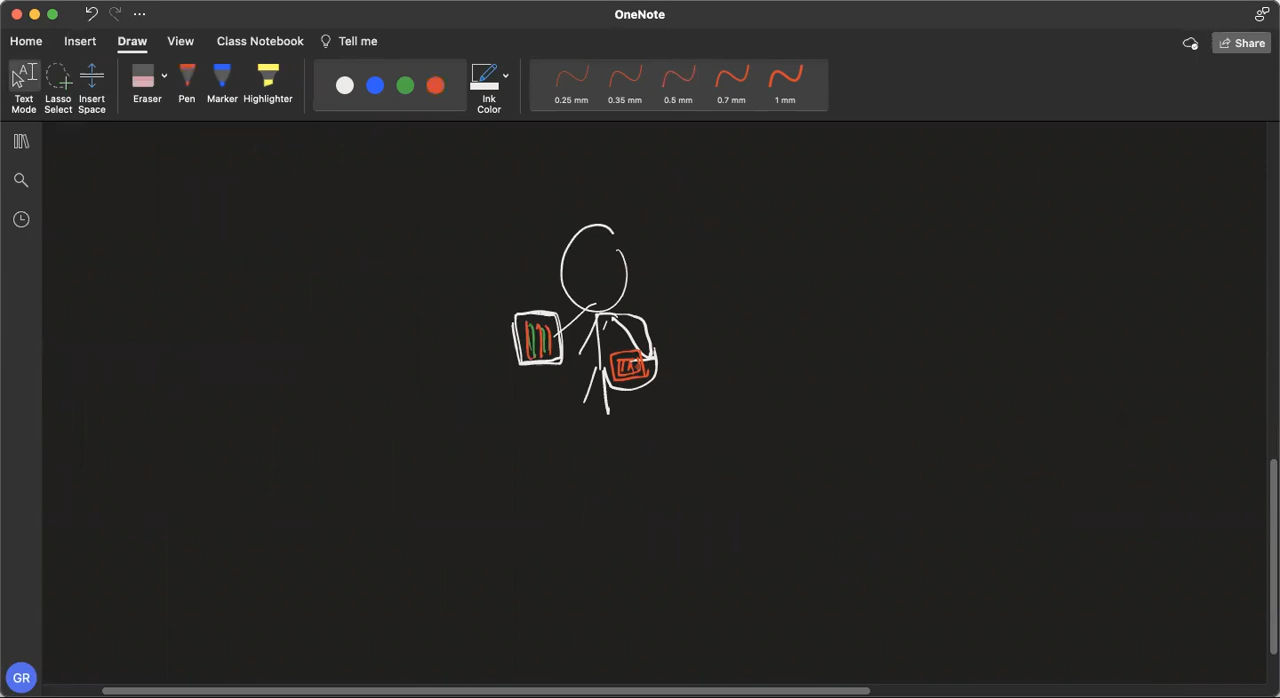 OneNote
Home Insert Draw View Class Notebook Tell me
Share
Text Mode
Lasso Select
Insert Space
Eraser
Pen
Marker
Highlighter
Ink Color
0.25 mm
0.35 mm
0.5 mm
0.7 mm
1 mm
GR